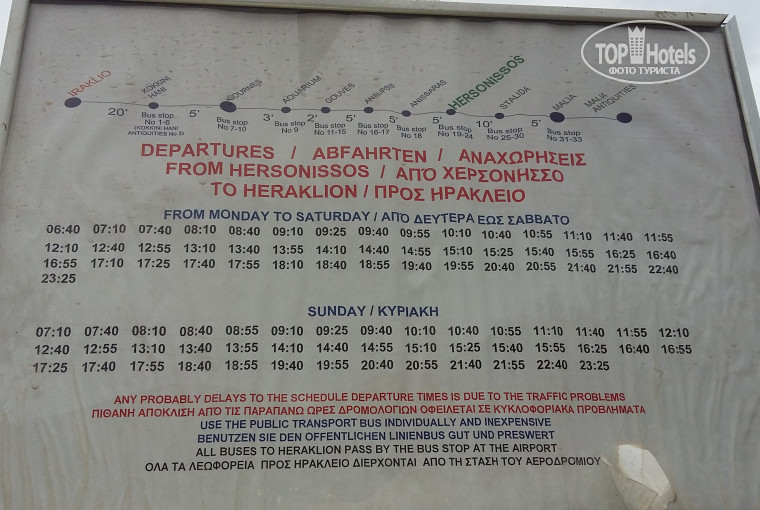 TOP Hotels
ФОТО ТУРИСТА
IRAKLIO KOKKINI HANI GOURNES AQUARIUM GOUVES ANALIPSIS ANISSARAS HERSONISSOS STALIDA MALIA MALIA ANTIQUITIES
20' 5' 3' 2' 5' 5' 5' 10' 5'
Bus stop No 1-6 (KOKKINI HANI ANTIQUITIES No 3) Bus stop No 7-10 Bus stop No 9 Bus stop No 11-15 Bus stop No 16-17 Bus stop No 18 Bus stop No 19-24 Bus stop No 25-30 Bus stop No 31-33
DEPARTURES / ABFAHRTEN / ΑΝΑΧΩΡΗΣΕΙΣ
FROM HERSONISSOS / ΑΠΌ ΧΕΡΣΟΝΗΣΣΟ
TO HERAKLION / ΠΡΟΣ ΗΡΑΚΛΕΙΟ
FROM MONDAY TO SATURDAY / ΑΠΌ ΔΕΥΤΕΡΑ ΕΩΣ ΣΑΒΒΑΤΟ
06:40 07:10 07:40 08:10 08:40 09:10 09:25 09:40 09:55 10:10 10:40 10:55 11:10 11:40 11:55
12:10 12:40 12:55 13:10 13:40 13:55 14:10 14:40 14:55 15:10 15:25 15:40 15:55 16:25 16:40
16:55 17:10 17:25 17:40 17:55 18:10 18:40 18:55 19:40 19:55 20:40 20:55 21:40 21:55 22:40
23:25
SUNDAY / ΚΥΡΙΑΚΗ
07:10 07:40 08:10 08:40 08:55 09:10 09:25 09:40 10:10 10:40 10:55 11:10 11:40 11:55 12:10
12:40 12:55 13:10 13:40 13:55 14:10 14:40 14:55 15:10 15:25 15:40 15:55 16:25 16:40 16:55
17:25 17:40 17:55 18:40 18:55 19:40 19:55 20:40 20:55 21:40 21:55 22:40 23:25
ANY PROBABLY DELAYS TO THE SCHEDULE DEPARTURE TIMES IS DUE TO THE TRAFFIC PROBLEMS
ΠΙΘΑΝΗ ΑΠΟΚΛΙΣΗ ΑΠΌ ΤΙΣ ΠΑΡΑΠΑΝΩ ΩΡΕΣ ΔΡΟΜΟΛΟΓΙΩΝ ΟΦΕΙΛΕΤΑΙ ΣΕ ΚΥΚΛΟΦΟΡΙΑΚΑ ΠΡΟΒΛΗΜΑΤΑ
USE THE PUBLIC TRANSPORT BUS INDIVIDUALLY AND INEXPENSIVE
BENUTZEN SIE DEN OFFENTLICHEN LINIENBUS GUT UND PRESWERT
ALL BUSES TO HERAKLION PASS BY THE BUS STOP AT THE AIRPORT
ΟΛΑ ΤΑ ΛΕΩΦΟΡΕΙΑ ΠΡΟΣ ΗΡΑΚΛΕΙΟ ΔΙΕΡΧΟΝΤΑΙ ΑΠΌ ΤΗ ΣΤΑΣΗ ΤΟΥ ΑΕΡΟΔΡΟΜΙΟΥ